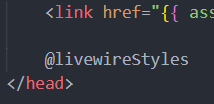 <link href="{{ ass
@livewireStyles
</head>